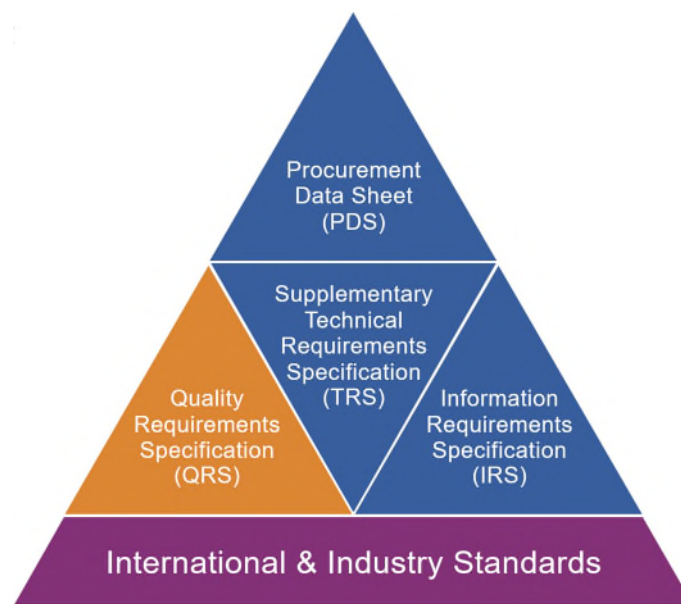 Procurement
Data Sheet
(PDS)
Supplementary
Technical
Requirements
Specification
(TRS)
Quality
Requirements
Specification
(QRS)
Information
Requirements
Specification
(IRS)
International & Industry Standards